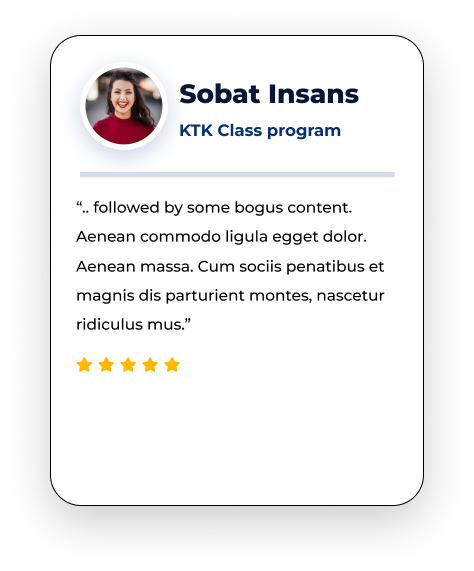 Sobat Insans
KTK Class program
“.. followed by some bogus content.
Aenean commodo ligula egget dolor.
Aenean massa. Cum sociis penatibus et
magnis dis parturient montes, nascetur
ridiculus mus.”